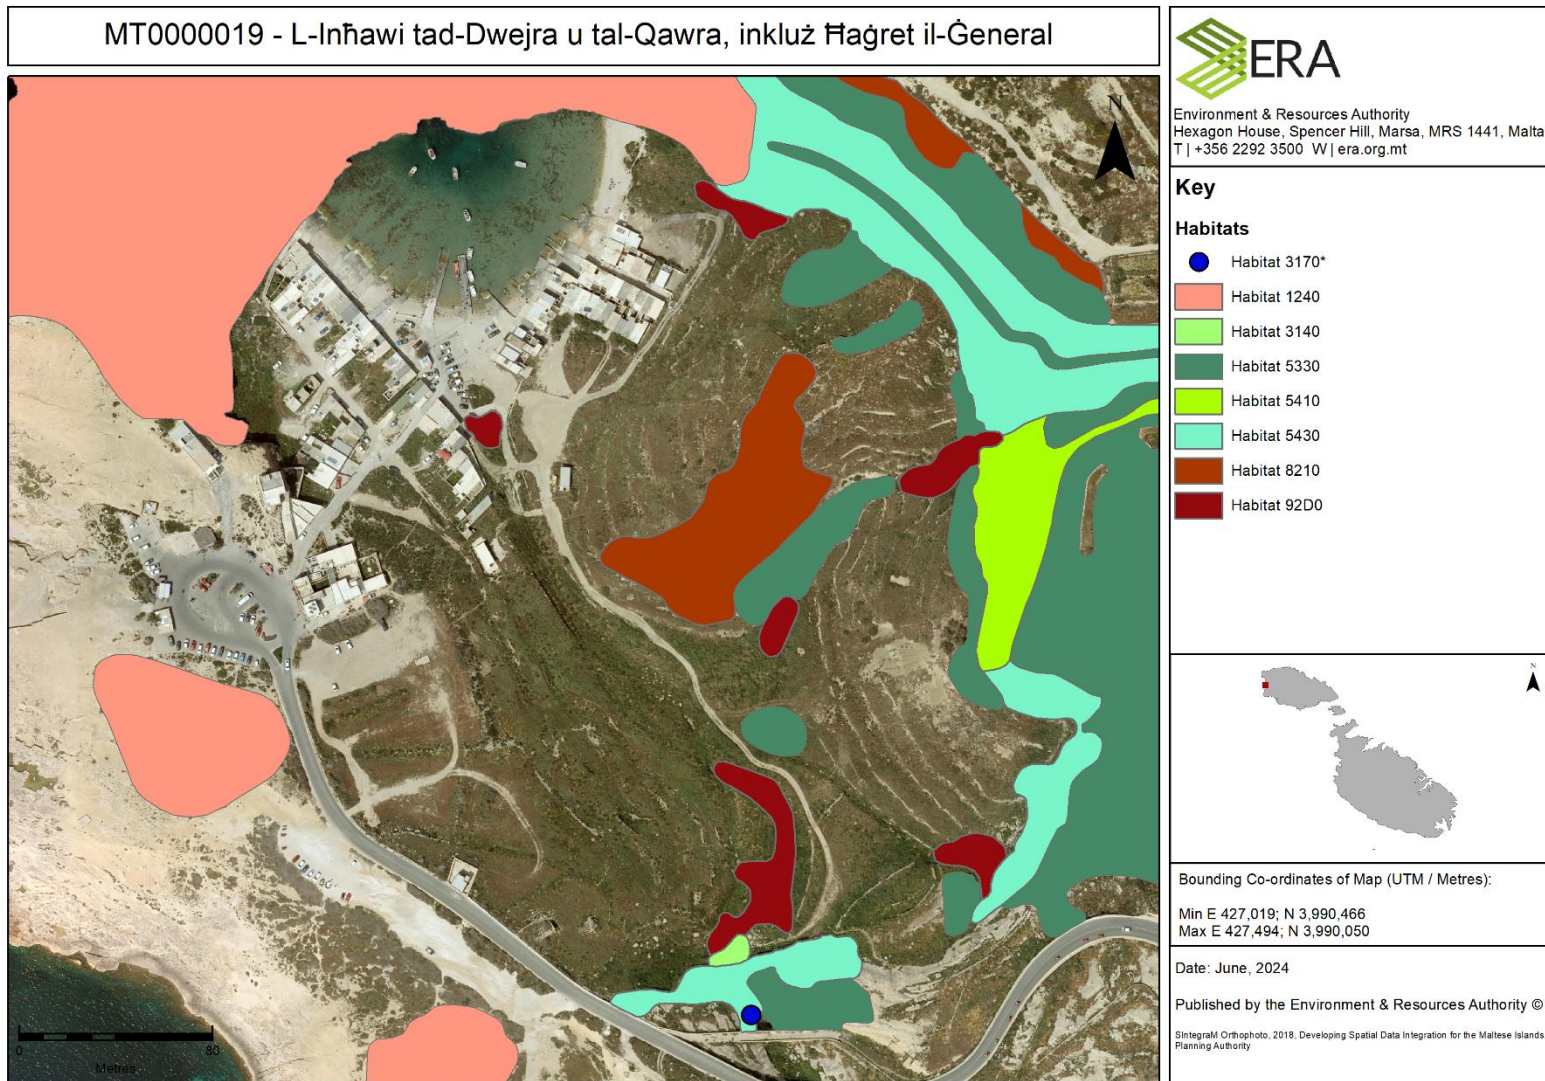 MT0000019 - L-Inħawi tad-Dwejra u tal-Qawra, inkluż Ħaġret il-Ġeneral
ERA
Environment & Resources Authority
Hexagon House, Spencer Hill, Marsa, MRS 1441, Malta
T | +356 2292 3500 W | era.org.mt
N
Key
Habitats
Habitat 3170*
Habitat 1240
Habitat 3140
Habitat 5330
Habitat 5410
Habitat 5430
Habitat 8210
Habitat 92D0
N
Bounding Co-ordinates of Map (UTM / Metres):
Min E 427,019; N 3,990,466
Max E 427,494; N 3,990,050
Date: June, 2024
Published by the Environment & Resources Authority ©
SIntegraM Orthophoto, 2018, Developing Spatial Data Integration for the Maltese Islands
Planning Authority
0 80
Metres